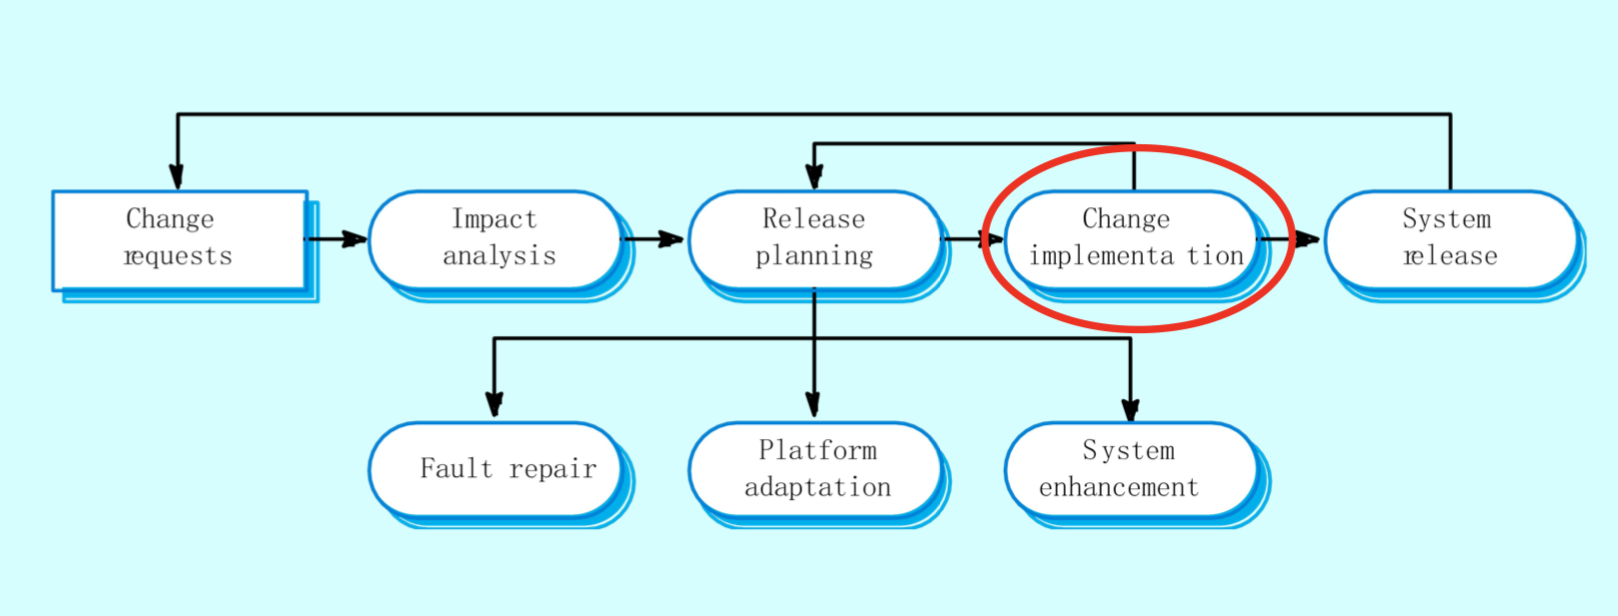 Change
requests
Impact
analysis
Release
planning
Change
implementa tion
System
release
Fault repair
Platform
adaptation
System
enhancement